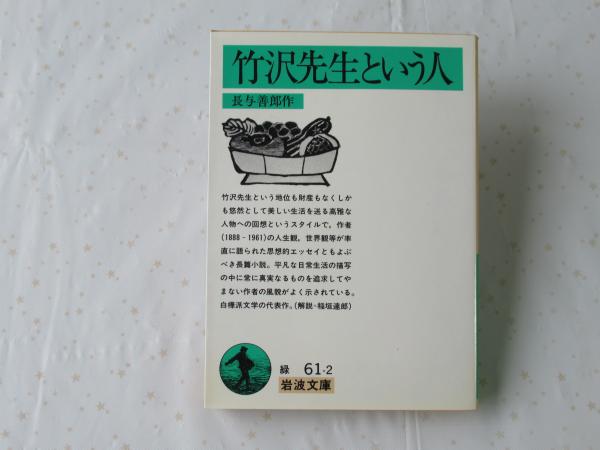 竹沢先生という人
長与善郎作
竹沢先生という地位も財産もなくしか
も悠然として美しい生活を送る高雅な
人物への回想というスタイルで，作者
(1888‐1961)の人生観，世界観等が率
直に語られた思想的エッセイともよぶ
べき長篇小説。平凡な日常生活の描写
の中に常に真実なるものを追求してや
まない作者の風貌がよく示されている。
白樺派文学の代表作。(解説=稲垣達郎)
緑 61-2
岩波文庫